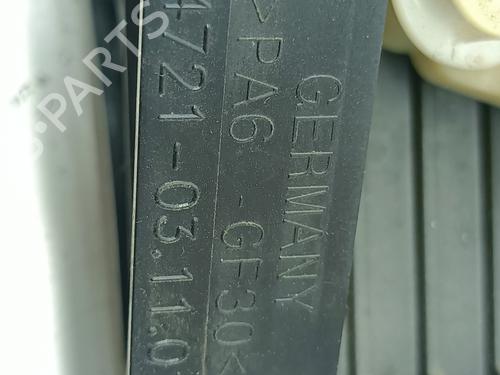 GERMANY
>PA6-GF30<
4721-03.11.0
B-PARTS